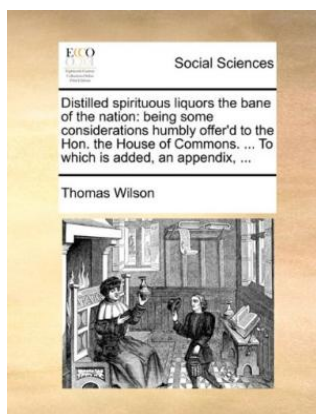 ECCO
Social Sciences
Distilled spirituous liquors the bane
of the nation: being some
considerations humbly offer'd to the
Hon. the House of Commons. ... To
which is added, an appendix, ...
Thomas Wilson